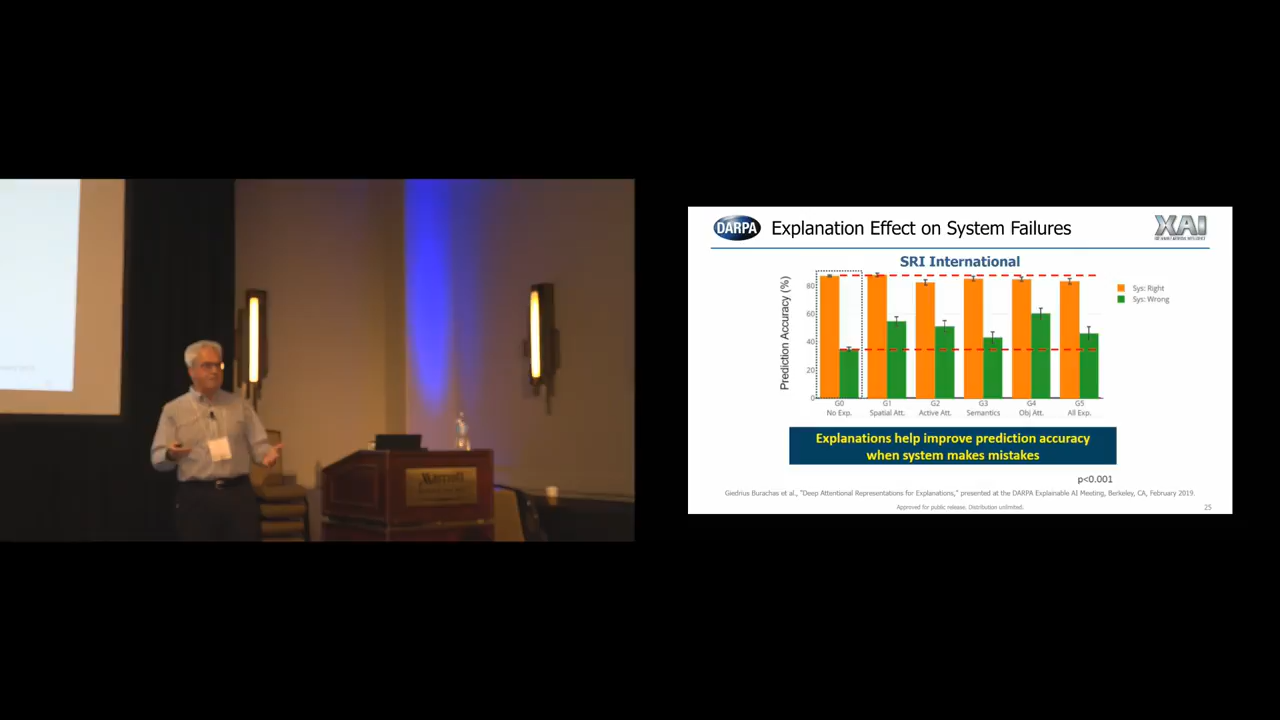 Marriott
DARPA
Explanation Effect on System Failures
XAI
SRI International
Prediction Accuracy (%)
80
60
40
20
0
G0
No Exp.
G1
Spatial Att.
G2
Active Att.
G3
Semantics
G4
Obj Att.
G5
All Exp.
Sys: Right
Sys: Wrong
Explanations help improve prediction accuracy
when system makes mistakes
p<0.001
Giedrius Burachas et al., "Deep Attentional Representations for Explanations," presented at the DARPA Explainable AI Meeting, Berkeley, CA, February 2019.
Approved for public release. Distribution unlimited.
25